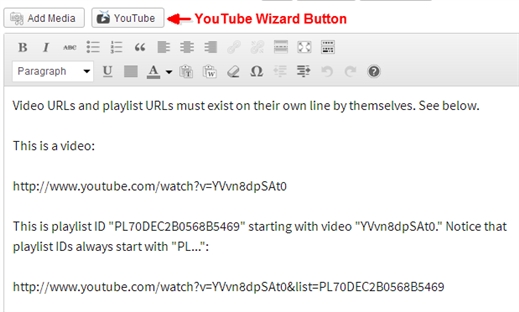 Add Media YouTube YouTube Wizard Button
B I ABC
Paragraph U A T W Ω ?
Video URLs and playlist URLs must exist on their own line by themselves. See below.
This is a video:
http://www.youtube.com/watch?v=YVvn8dpSAt0
This is playlist ID "PL70DEC2B0568B5469" starting with video "YVvn8dpSAt0." Notice that
playlist IDs always start with "PL...":
http://www.youtube.com/watch?v=YVvn8dpSAt0&list=PL70DEC2B0568B5469